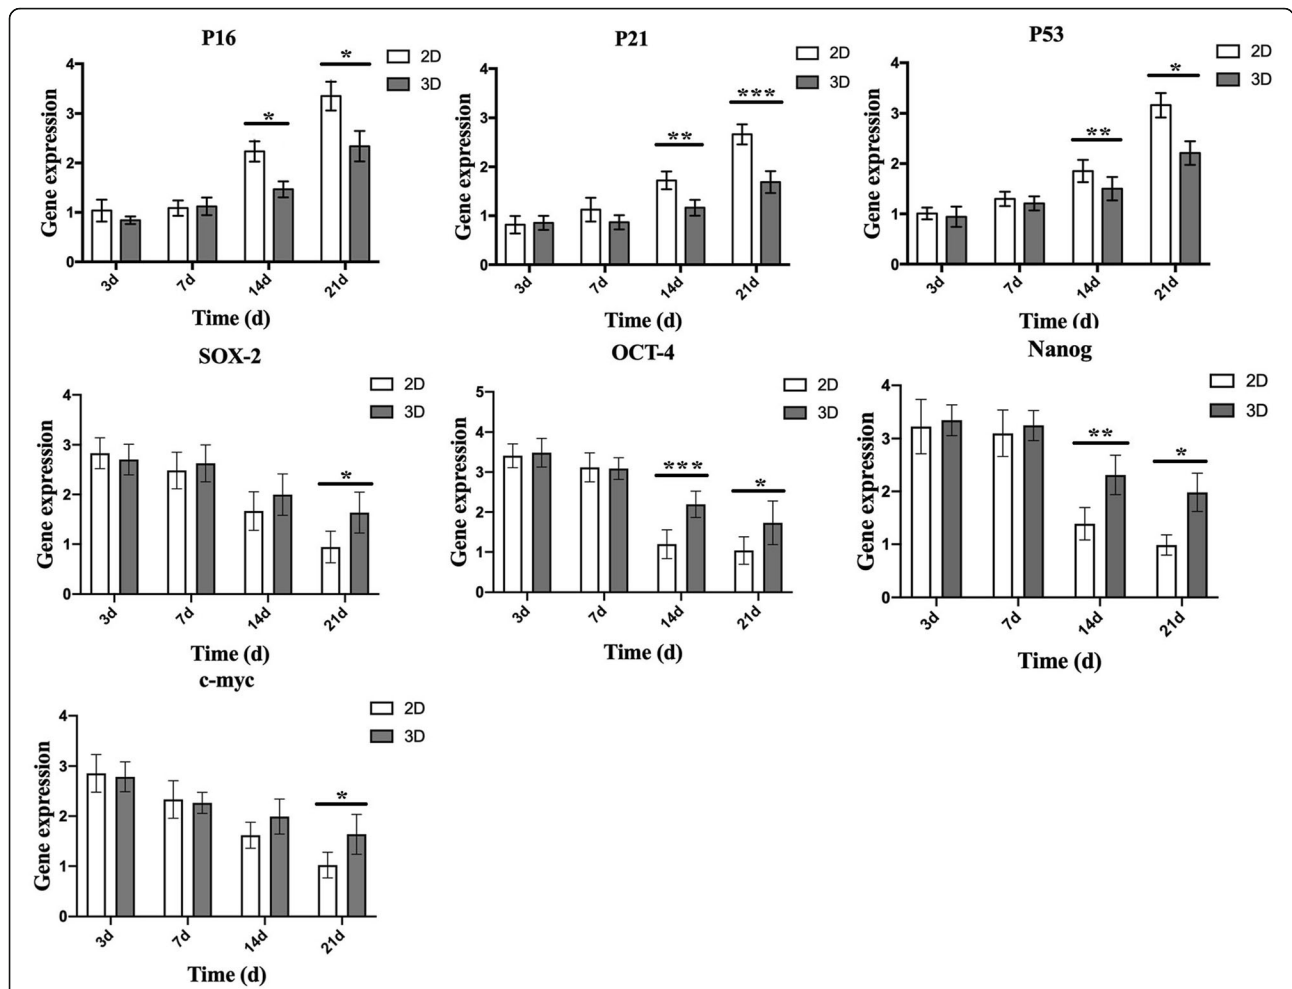 P16
2D
3D
*
*
Gene expression
4
3
2
1
0
3d
7d
14d
21d
Time (d)
P21
2D
3D
**
***
Gene expression
4
3
2
1
0
3d
7d
14d
21d
Time (d)
P53
2D
3D
**
*
Gene expression
4
3
2
1
0
3d
7d
14d
21d
Time (d)
SOX-2
2D
3D
*
Gene expression
4
3
2
1
0
3d
7d
14d
21d
Time (d)
OCT-4
2D
3D
***
*
Gene expression
5
4
3
2
1
0
3d
7d
14d
21d
Time (d)
Nanog
2D
3D
**
*
Gene expression
4
3
2
1
0
3d
7d
14d
21d
Time (d)
c-myc
2D
3D
*
Gene expression
4
3
2
1
0
3d
7d
14d
21d
Time (d)